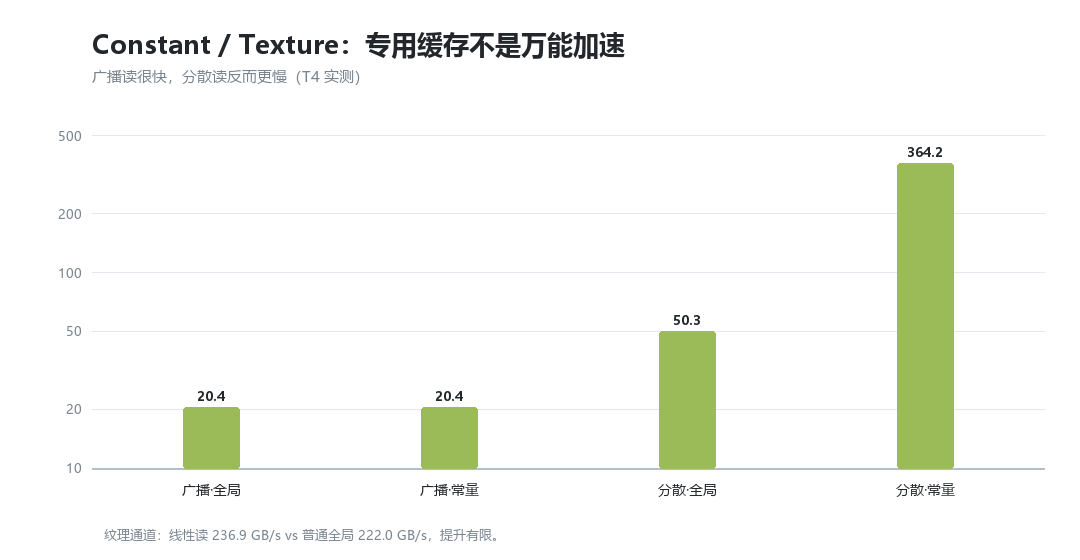 Constant / Texture：专用缓存不是万能加速
广播读很快，分散读反而更慢（T4 实测）
500
200
100
50
20
10
20.4
20.4
50.3
364.2
广播·全局
广播·常量
分散·全局
分散·常量
纹理通道：线性读 236.9 GB/s vs 普通全局 222.0 GB/s，提升有限。